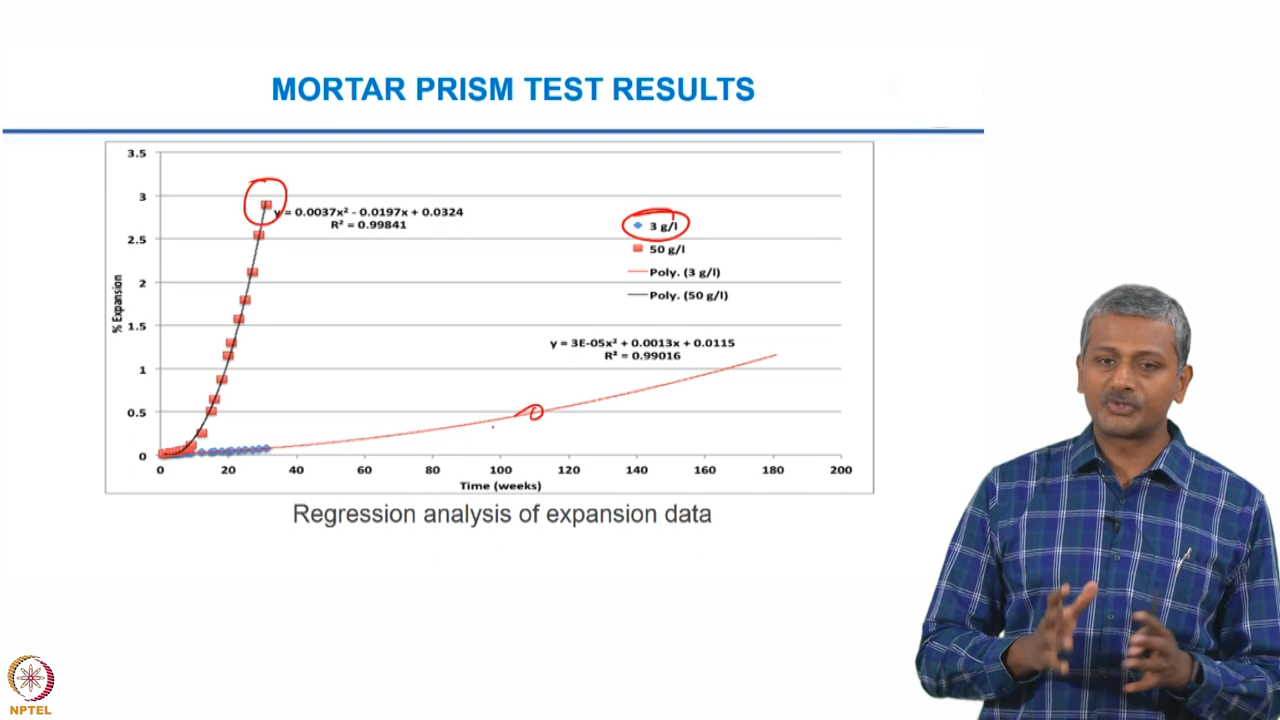 MORTAR PRISM TEST RESULTS
3.5
3
2.5
2
1.5
1
0.5
0
% Expansion
y = 0.0037x² - 0.0197x + 0.0324
R² = 0.99841
3 g/l
50 g/l
Poly. (3 g/l)
Poly. (50 g/l)
y = 3E-05x² + 0.0013x + 0.0115
R² = 0.99016
0 20 40 60 80 100 120 140 160 180 200
Time (weeks)
Regression analysis of expansion data
NPTEL